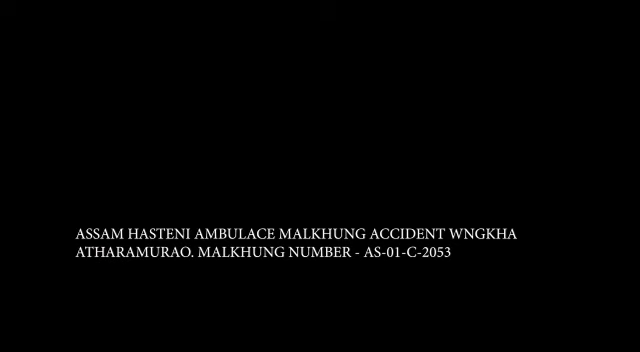 ASSAM HASTENI AMBULACE MALKHUNG ACCIDENT WNGKHA
ATHARAMURAO. MALKHUNG NUMBER - AS-01-C-2053